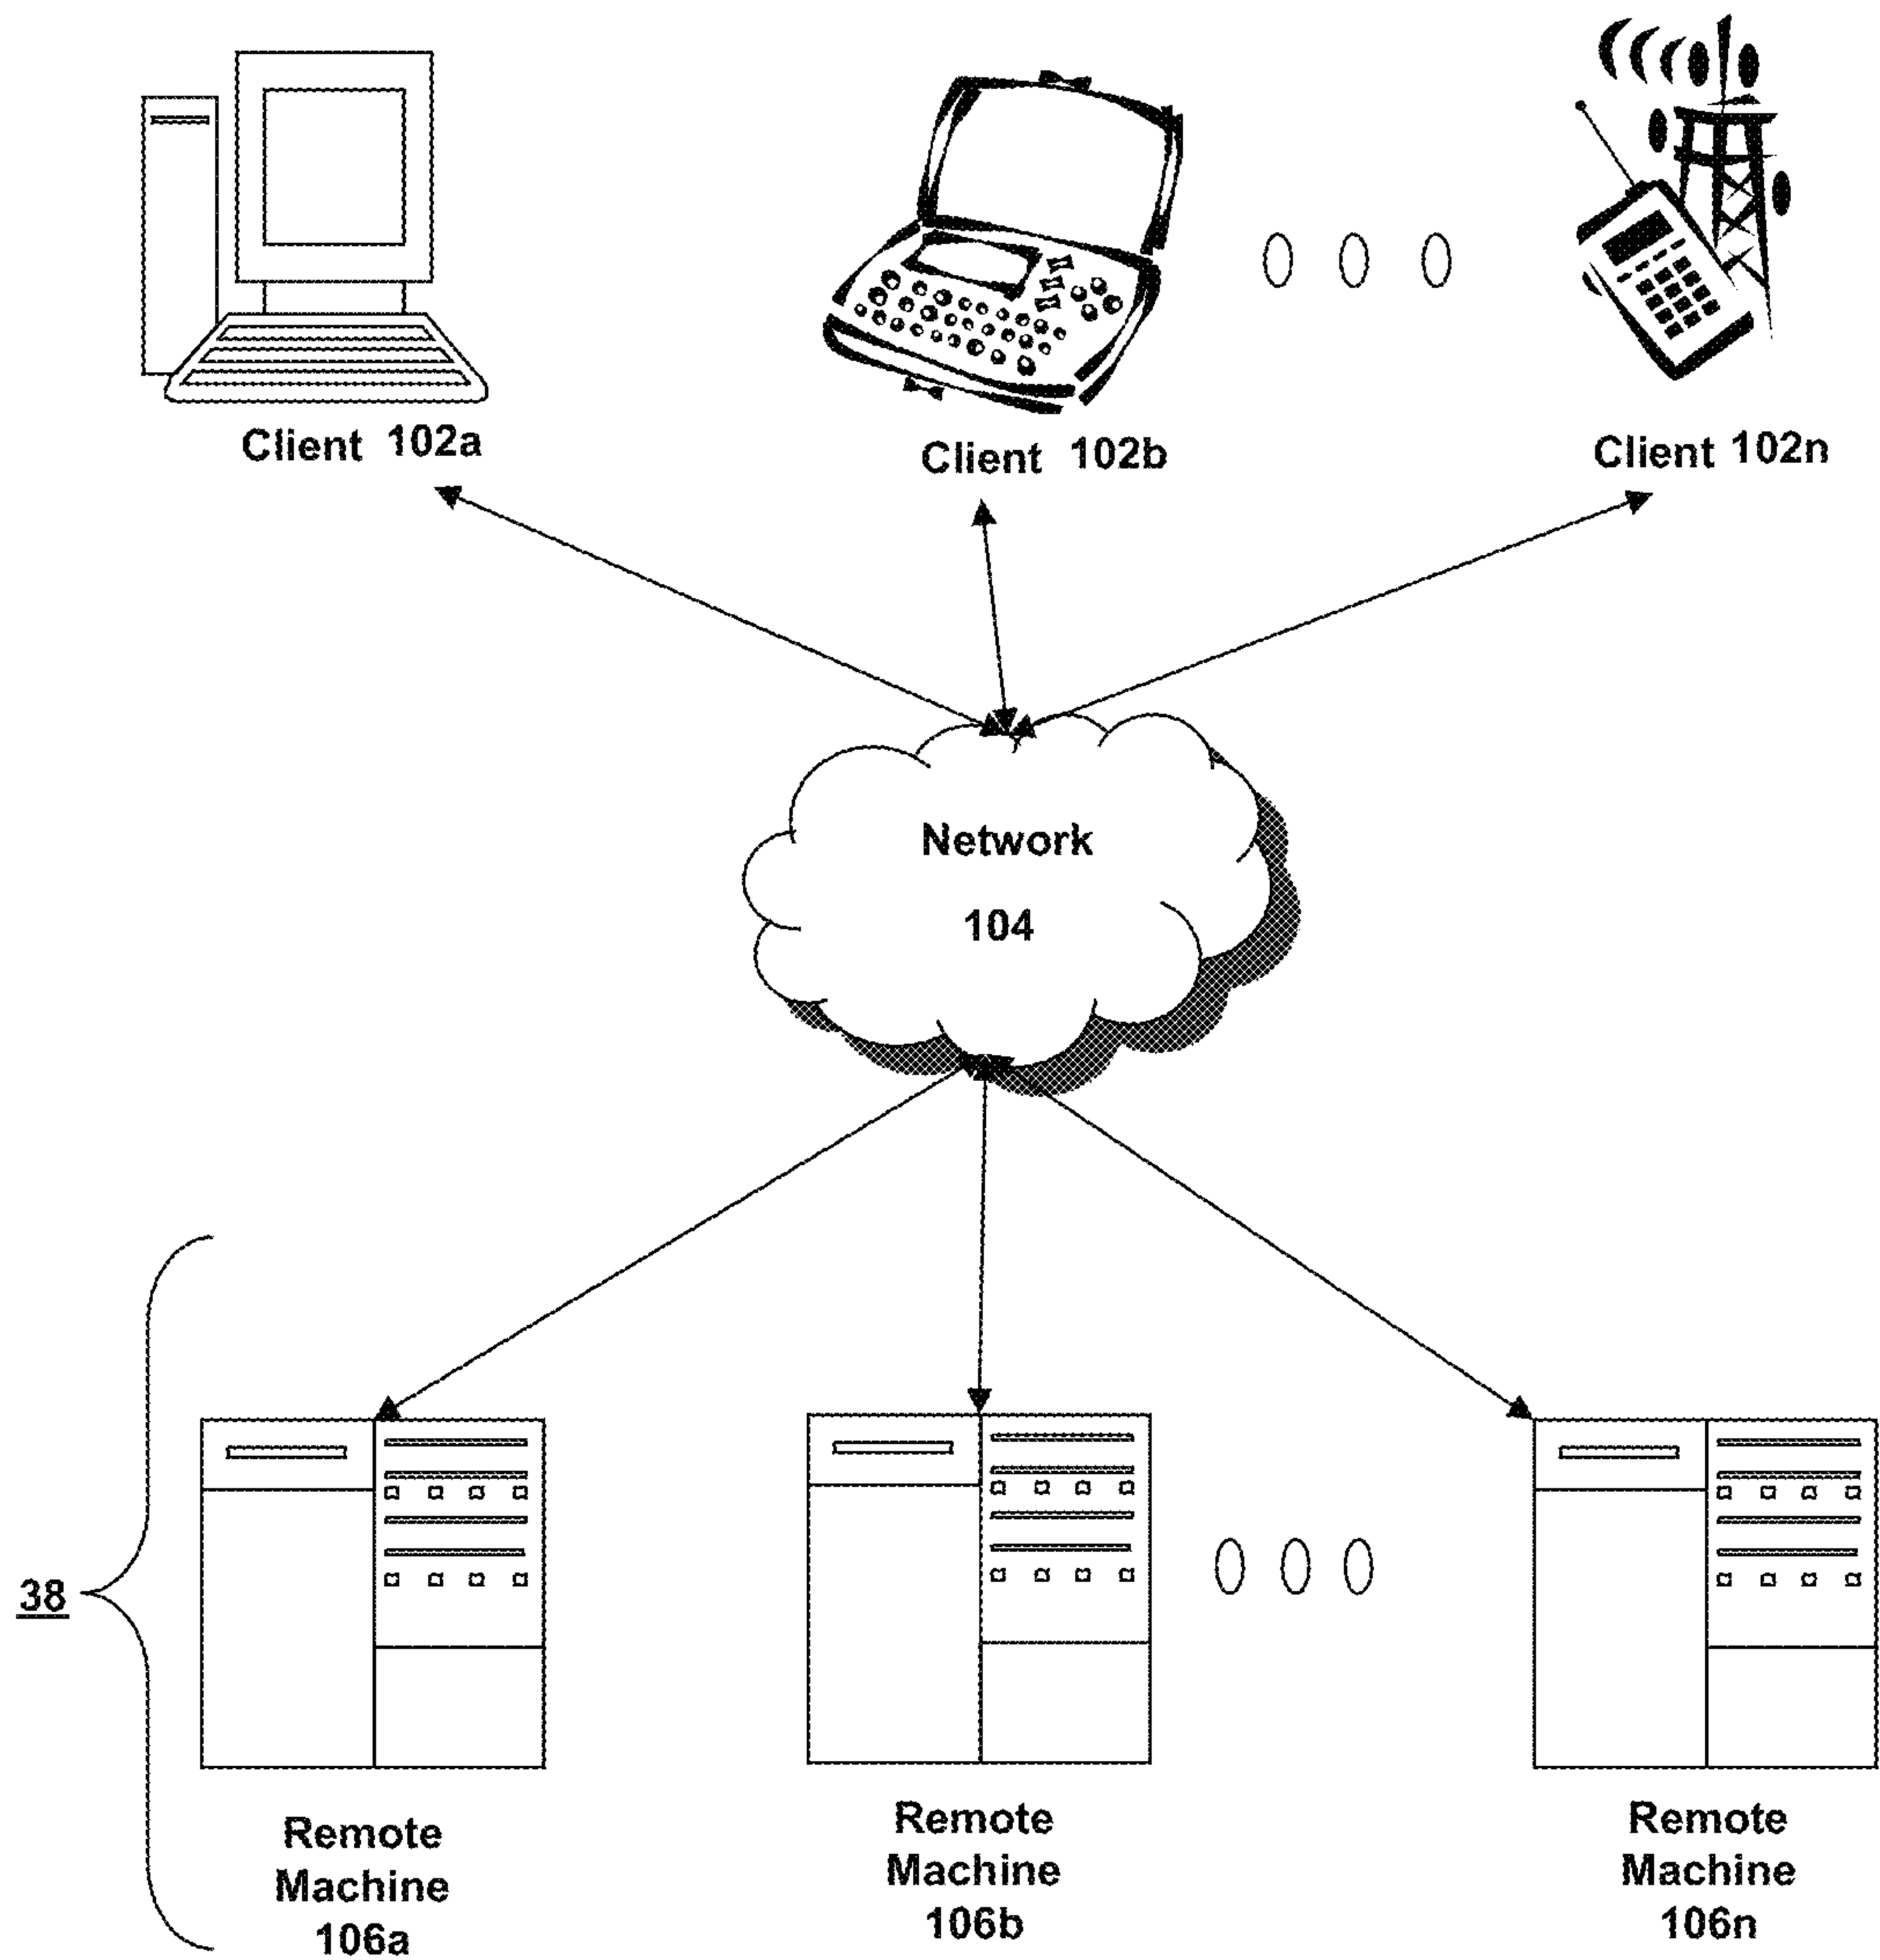 Client 102a
Client 102b
Client 102n
Network
104
38
Remote
Machine
106a
Remote
Machine
106b
Remote
Machine
106n